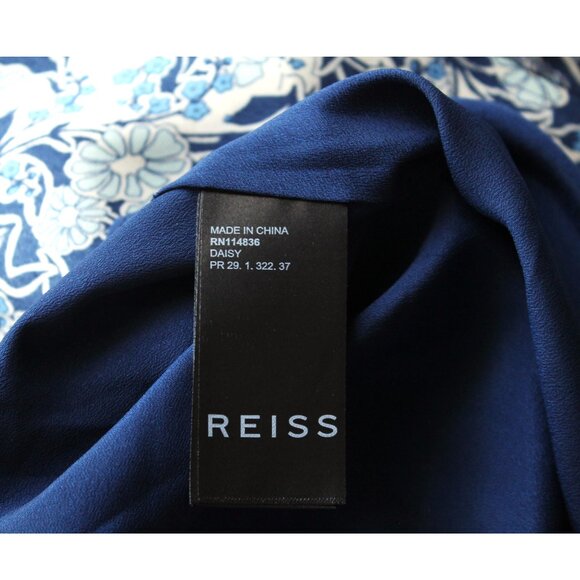 MADE IN CHINA
RN114836
DAISY
PR 29. 1. 322. 37
REISS